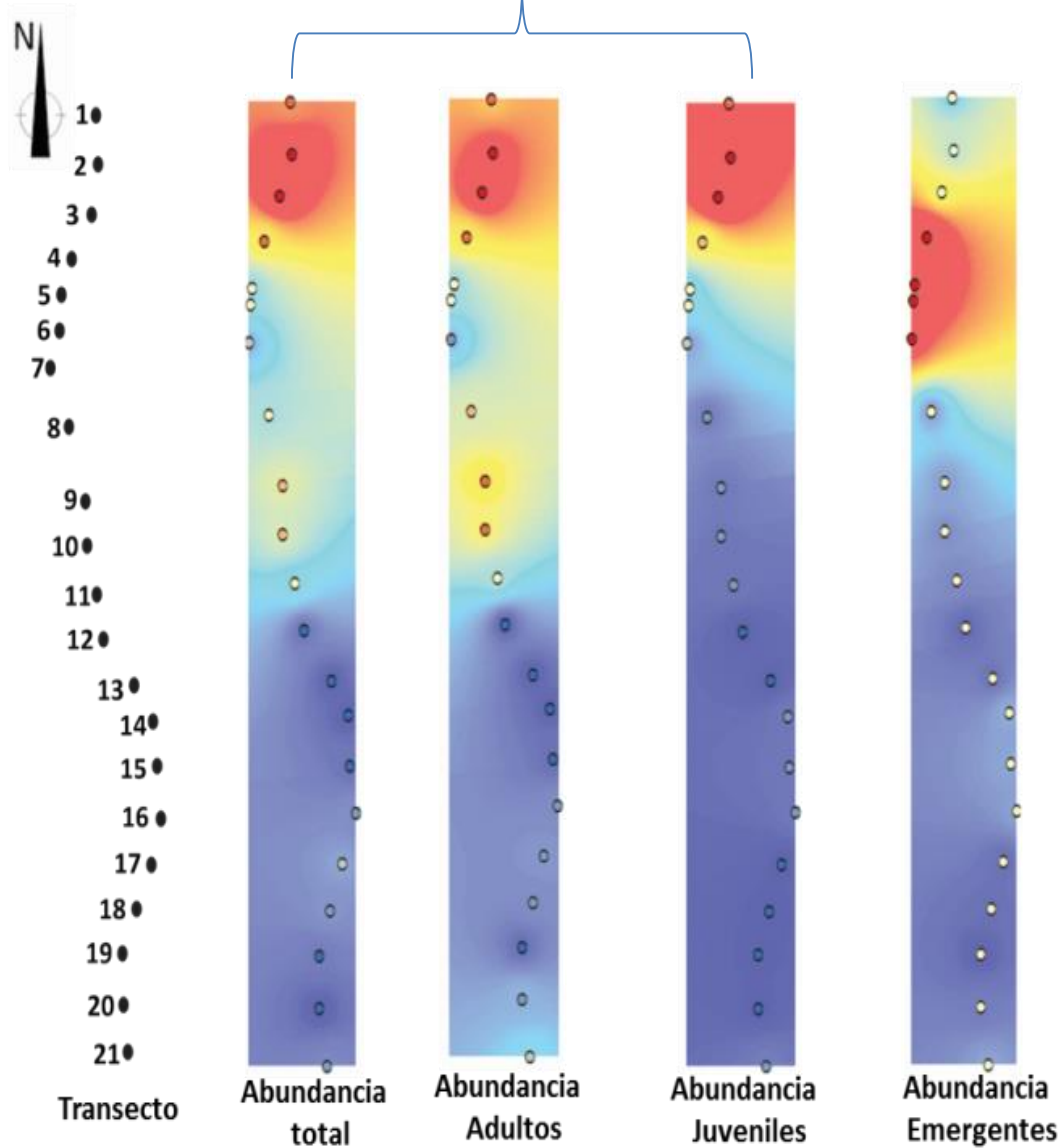 N
1
2
3
4
5
6
7
8
9
10
11
12
13
14
15
16
17
18
19
20
21
Transecto
Abundancia
total
Abundancia
Adultos
Abundancia
Juveniles
Abundancia
Emergentes